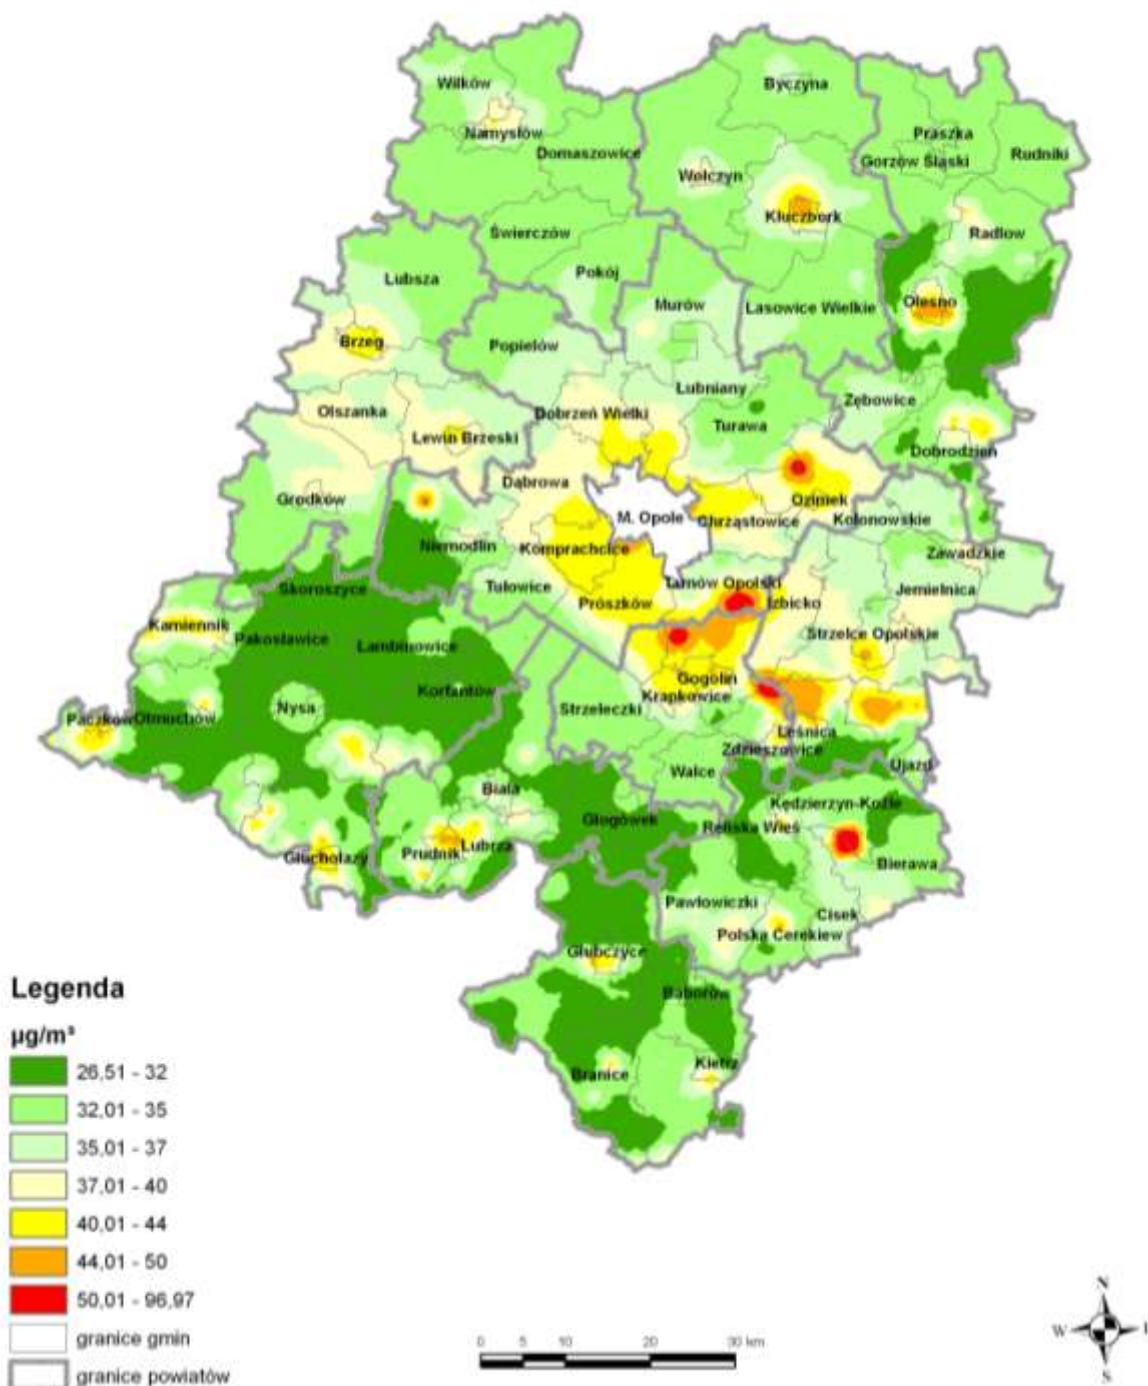 Wilków
Byczyna
Namysłów
Praszka
Domaszowice
Gorzów Śląski
Rudniki
Wołczyn
Kluczbork
Świerczów
Radłow
Lubsza
Pokój
Murów
Lasowice Wielkie
Olesno
Brzeg
Popielów
Lubniany
Zębowice
Olszanka
Dobrzeń Wielki
Turawa
Lewin Brzeski
Dobrodzień
Grodków
Dąbrowa
Ozimek
M. Opole
Chrząstowice
Kolonowskie
Niemodlin
Komprachcice
Zawadzkie
Skoroszyce
Tułowice
Tarnów Opolski
Jemielnica
Prószków
Izbicko
Kamiennik
Pakosławice
Lambinowice
Strzelce Opolskie
Korfantów
Gogolin
Krapkowice
Paczków
Otmuchów
Nysa
Strzeleczki
Leśnica
Zdzieszowice
Walce
Ujazd
Biała
Głogówek
Kędzierzyn-Koźle
Reńska Wieś
Głuchołazy
Prudnik
Lubrza
Bierawa
Pawłowiczki
Cisek
Polska Cerekiew
Głubczyce
Baborów
Branice
Kietrz
Legenda
µg/m³
26,51 - 32
32,01 - 35
35,01 - 37
37,01 - 40
40,01 - 44
44,01 - 50
50,01 - 96,97
granice gmin
granice powiatów
0 5 10 20 30 km
N
W
S